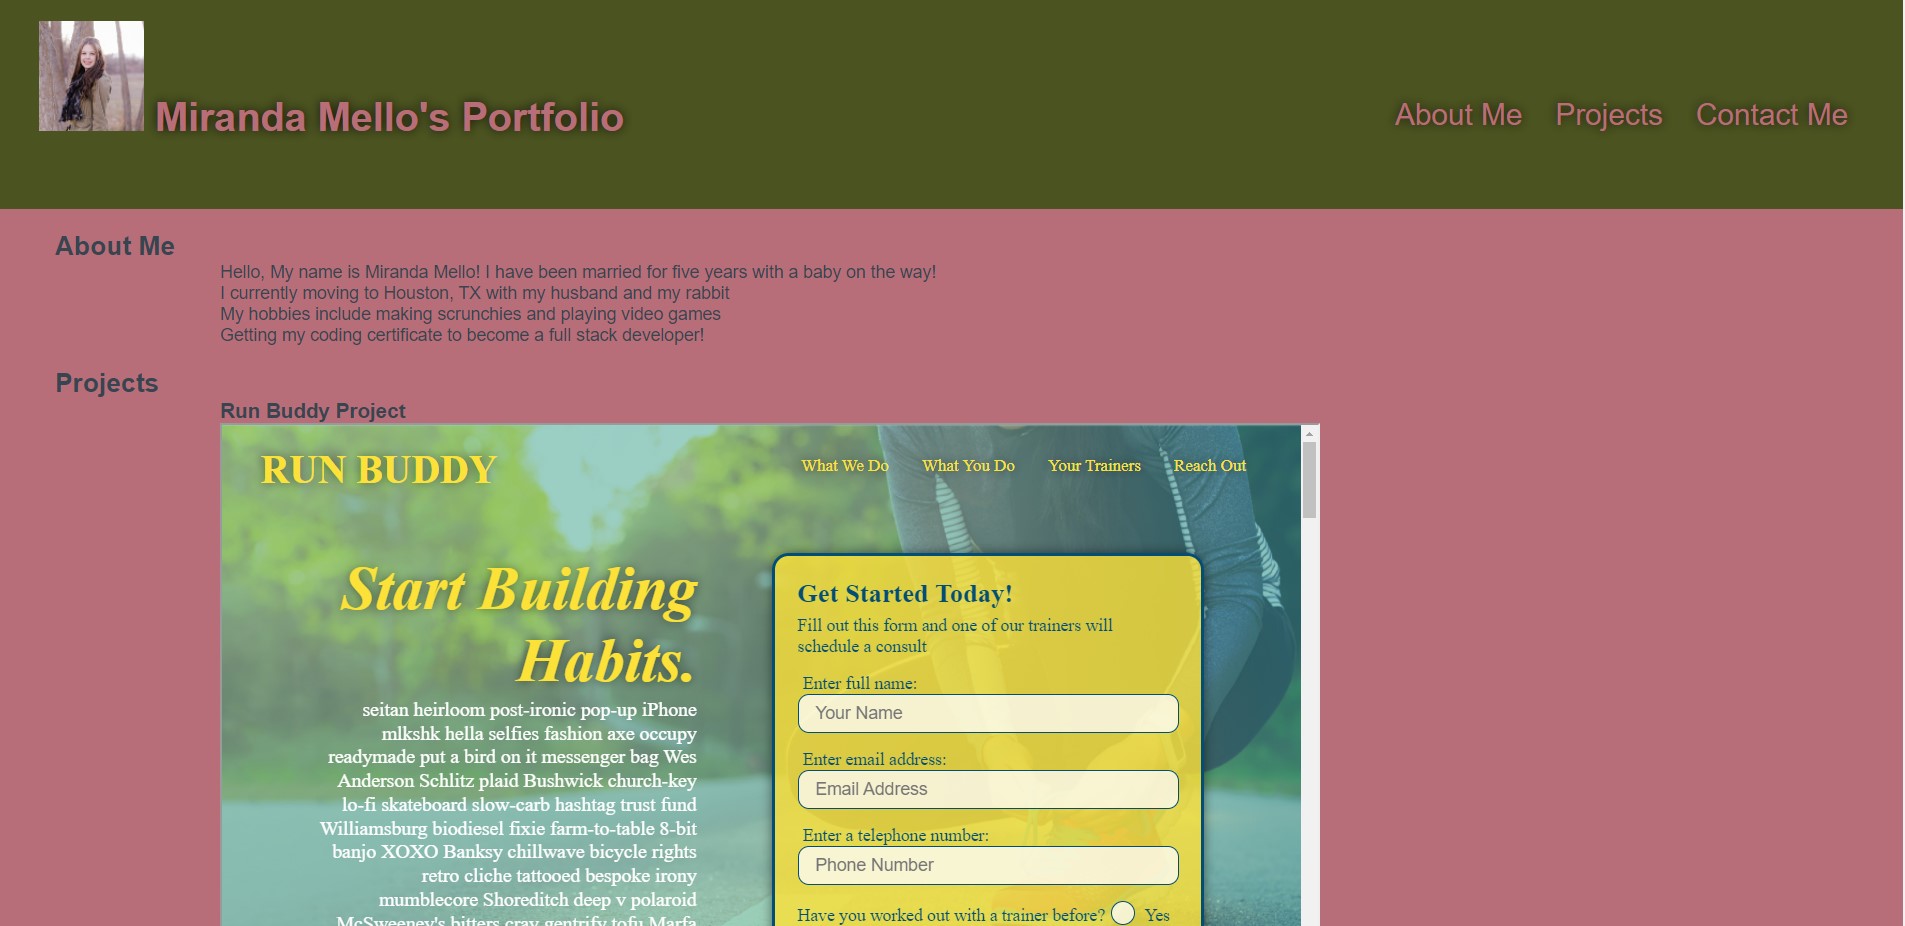 Miranda Mello's Portfolio
About Me Projects Contact Me
About Me
Hello, My name is Miranda Mello! I have been married for five years with a baby on the way!
I currently moving to Houston, TX with my husband and my rabbit
My hobbies include making scrunchies and playing video games
Getting my coding certificate to become a full stack developer!
Projects
Run Buddy Project
RUN BUDDY
What We Do What You Do Your Trainers Reach Out
Start Building
Habits.
seitan heirloom post-ironic pop-up iPhone
mlkshk hella selfies fashion axe occupy
readymade put a bird on it messenger bag Wes
Anderson Schlitz plaid Bushwick church-key
lo-fi skateboard slow-carb hashtag trust fund
Williamsburg biodiesel fixie farm-to-table 8-bit
banjo XOXO Banksy chillwave bicycle rights
retro cliche tattooed bespoke irony
mumblecore Shoreditch deep v polaroid
McSweeney's bitters cray gentrify tofu Marfa
Get Started Today!
Fill out this form and one of our trainers will
schedule a consult
Enter full name:
Your Name
Enter email address:
Email Address
Enter a telephone number:
Phone Number
Have you worked out with a trainer before? Yes